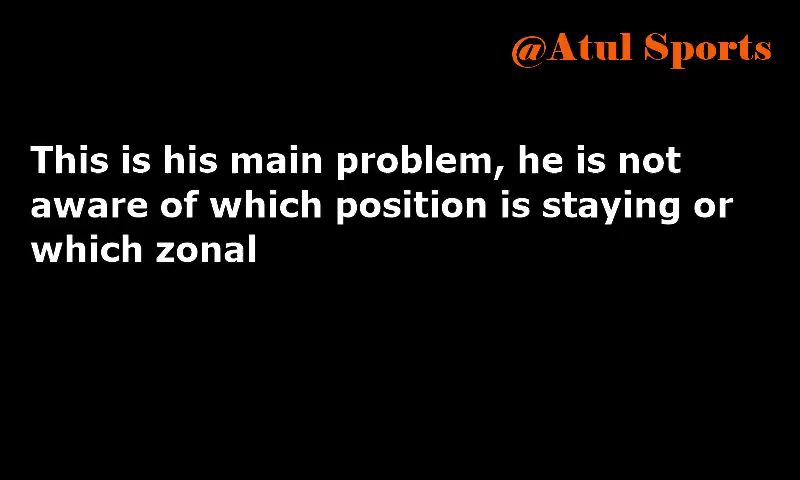 @Atul Sports
This is his main problem, he is not
aware of which position is staying or
which zonal